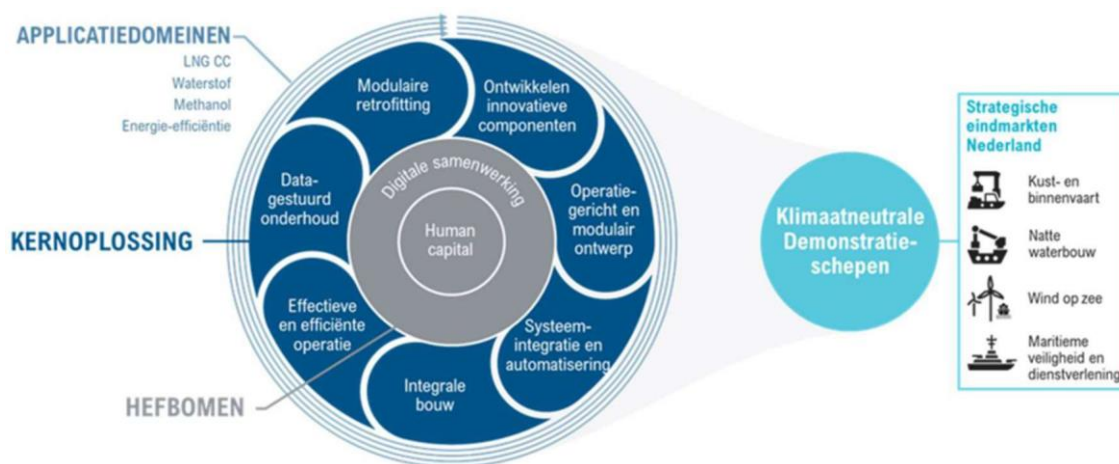 APPLICATIEDOMEINEN
LNG CC
Waterstof
Methanol
Energie-efficiëntie
KERNOPLOSSING
HEFBOMEN
Modulaire
retrofitting
Ontwikkelen
innovatieve
componenten
Operatie-
gericht en
modulair
ontwerp
Systeem-
integratie en
automatisering
Integrale
bouw
Effectieve
en efficiënte
operatie
Data-
gestuurd
onderhoud
Digitale samenwerking
Human
capital
Klimaatneutrale
Demonstratie-
schepen
Strategische
eindmarkten
Nederland
Kust- en
binnenvaart
Natte
waterbouw
Wind op zee
Maritieme
veiligheid en
dienstverlening